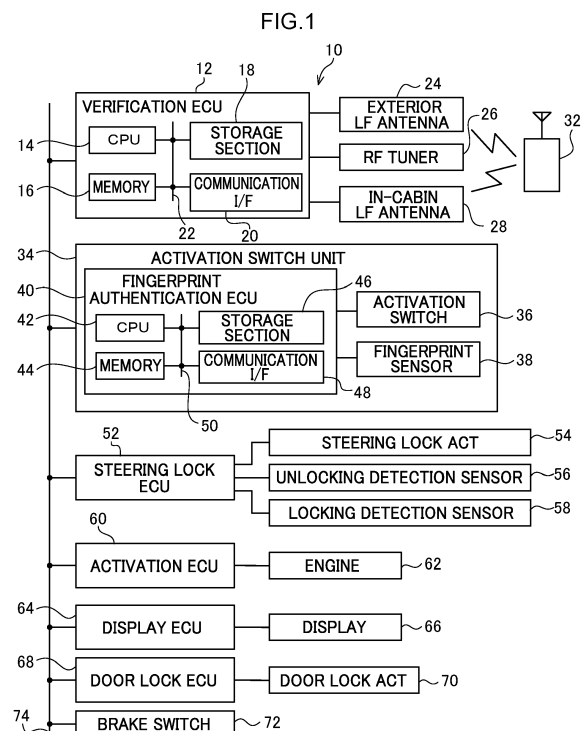 FIG.1
10
12
VERIFICATION ECU
18
14
CPU
STORAGE
SECTION
16
MEMORY
COMMUNICATION
I/F
22
20
24
EXTERIOR
LF ANTENNA
26
RF TUNER
IN-CABIN
LF ANTENNA
28
32
34
ACTIVATION SWITCH UNIT
40
FINGERPRINT
AUTHENTICATION ECU
46
42
CPU
STORAGE
SECTION
44
MEMORY
COMMUNICATION
I/F
50
48
ACTIVATION
SWITCH
36
FINGERPRINT
SENSOR
38
52
STEERING LOCK
ECU
STEERING LOCK ACT
54
UNLOCKING DETECTION SENSOR
56
LOCKING DETECTION SENSOR
58
60
ACTIVATION ECU
ENGINE
62
64
DISPLAY ECU
DISPLAY
66
68
DOOR LOCK ECU
DOOR LOCK ACT
70
74
BRAKE SWITCH
72